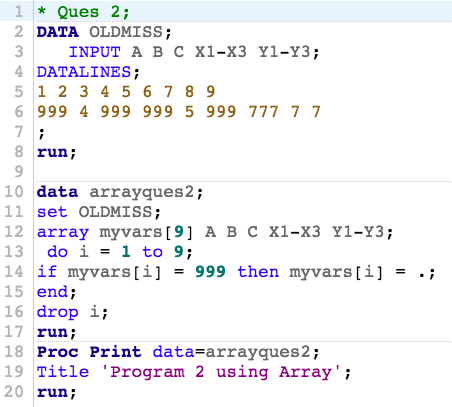 1 * Ques 2;
2 DATA OLDMISS;
3    INPUT A B C X1-X3 Y1-Y3;
4 DATALINES;
5 1 2 3 4 5 6 7 8 9
6 999 4 999 999 5 999 777 7 7
7 ;
8 run;
9
10 data arrayques2;
11 set OLDMISS;
12 array myvars[9] A B C X1-X3 Y1-Y3;
13  do i = 1 to 9;
14 if myvars[i] = 999 then myvars[i] = .;
15 end;
16 drop i;
17 run;
18 Proc Print data=arrayques2;
19 Title 'Program 2 using Array';
20 run;